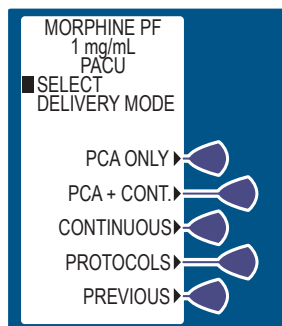 MORPHINE PF
1 mg/mL
PACU
SELECT
DELIVERY MODE
PCA ONLY
PCA + CONT.
CONTINUOUS
PROTOCOLS
PREVIOUS